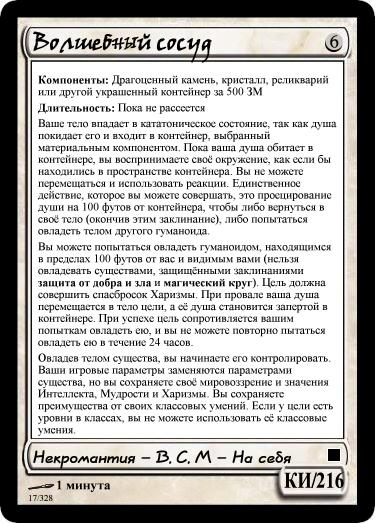 Волшебный сосуд
6
Компоненты: Драгоценный камень, кристалл, реликварий
или другой украшенный контейнер за 500 ЗМ
Длительность: Пока не рассеется
Ваше тело впадает в кататоническое состояние, так как душа
покидает его и входит в контейнер, выбранный
материальным компонентом. Пока ваша душа обитает в
контейнере, вы воспринимаете своё окружение, как если бы
находились в пространстве контейнера. Вы не можете
перемещаться и использовать реакции. Единственное
действие, которое вы можете совершать, это проецирование
души на 100 футов от контейнера, чтобы либо вернуться в
своё тело (окончив этим заклинание), либо попытаться
овладеть телом другого гуманоида.
Вы можете попытаться овладеть гуманоидом, находящимся
в пределах 100 футов от вас и видимым вами (нельзя
овладевать существами, защищёнными заклинаниями
защита от добра и зла и магический круг). Цель должна
совершить спасбросок Харизмы. При провале ваша душа
перемещается в тело цели, а её душа становится запертой в
контейнере. При успехе цель сопротивляется вашим
попыткам овладеть ею, и вы не можете повторно пытаться
овладеть ею в течение 24 часов.
Овладев телом существа, вы начинаете его контролировать.
Ваши игровые параметры заменяются параметрами
существа, но вы сохраняете своё мировоззрение и значения
Интеллекта, Мудрости и Харизмы. Вы сохраняете
преимущества от своих классовых умений. Если у цели есть
уровни в классах, вы не можете использовать её классовые
умения.
Некромантия – В, С, М – На себя
КИ/216
1 минута
17/328